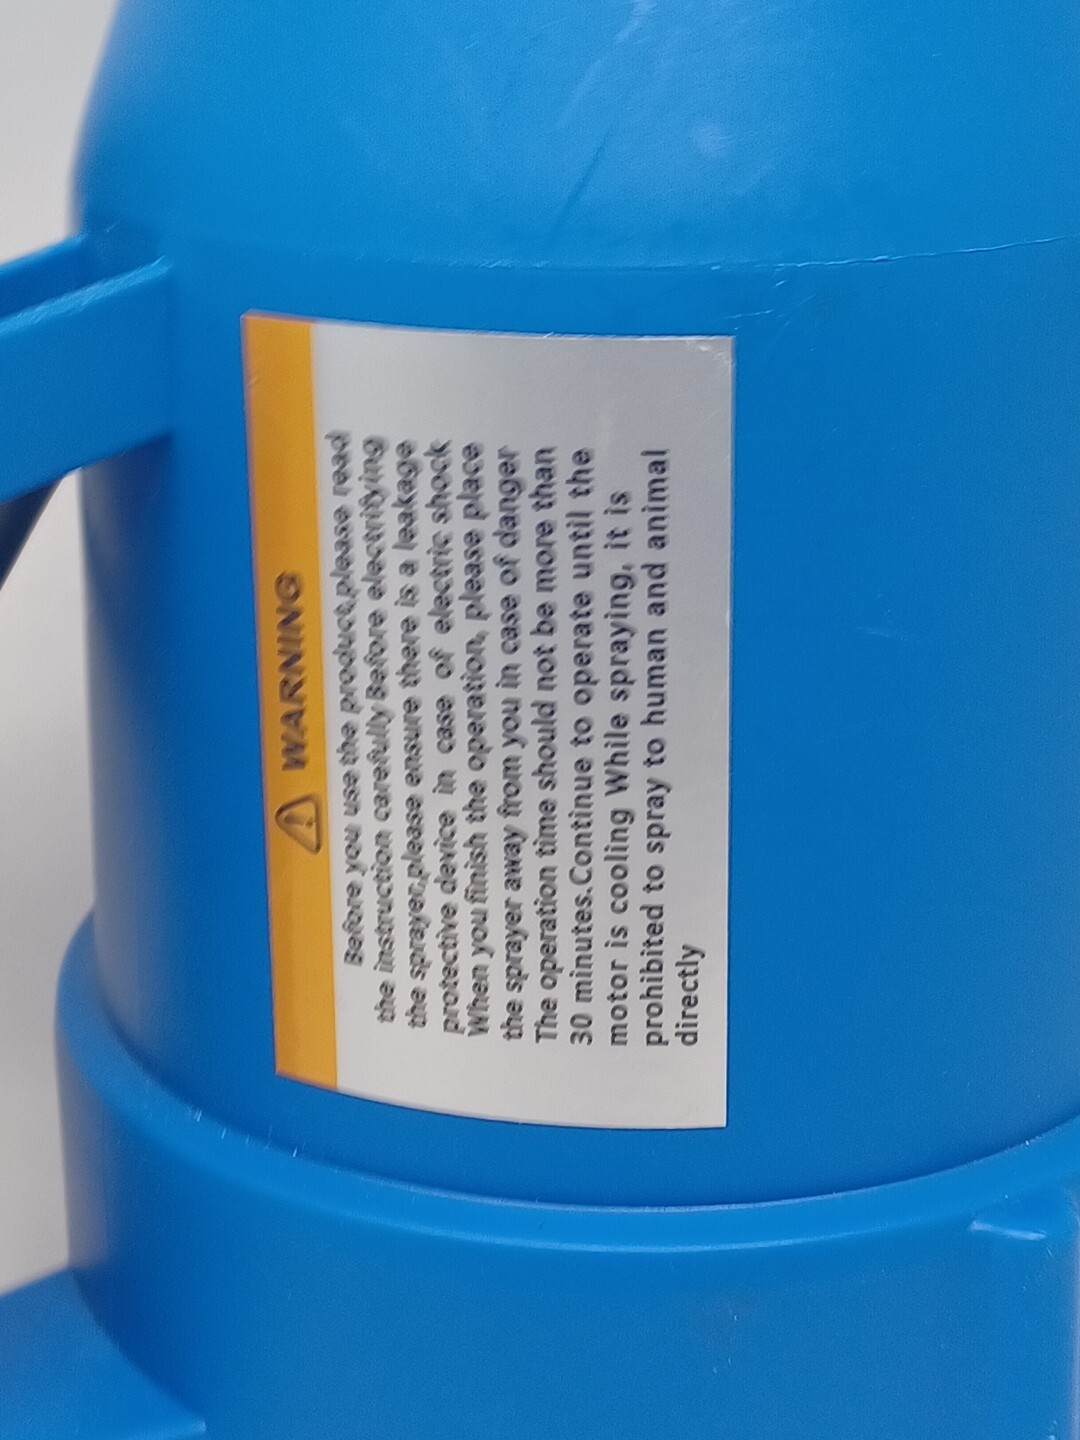 WARNING
Before you use the product,please read
the instruction carefully Before electrifying
the sprayer,please ensure there is a leakage
protective device in case of electric shock
When you finish the operation, please place
the sprayer away from you in case of danger
The operation time should not be more than
30 minutes.Continue to operate until the
motor is cooling While spraying, it is
prohibited to spray to human and animal
directly